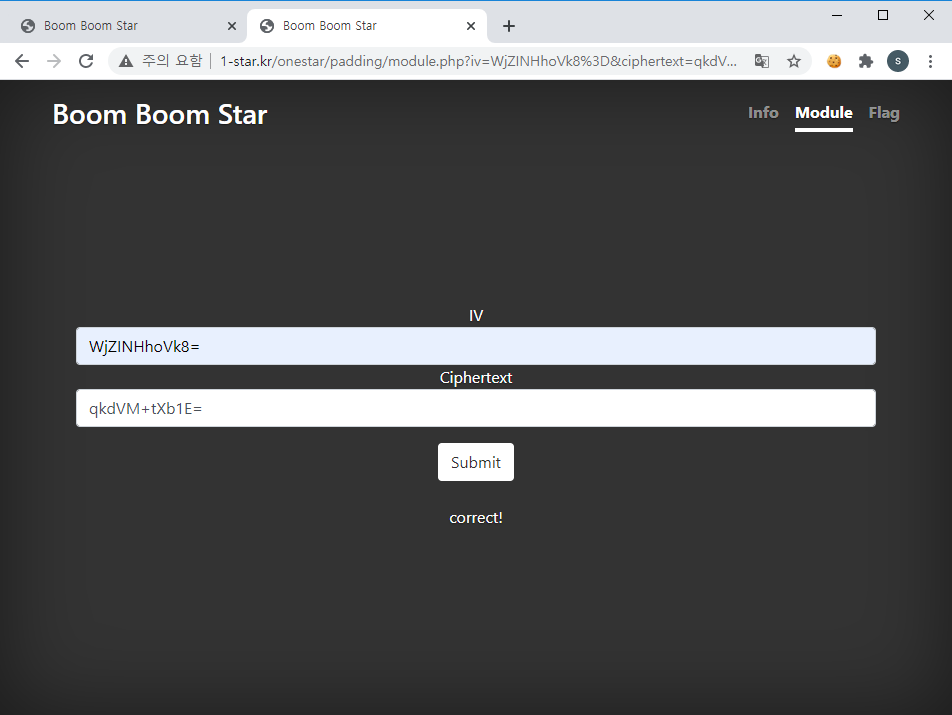 Boom Boom Star
Boom Boom Star
주의 요함 1-star.kr/onestar/padding/module.php?iv=WjZINHhoVk8%3D&ciphertext=qkdV...
S
Boom Boom Star
Info Module Flag
IV
WjZINHhoVk8=
Ciphertext
qkdVM+tXb1E=
Submit
correct!